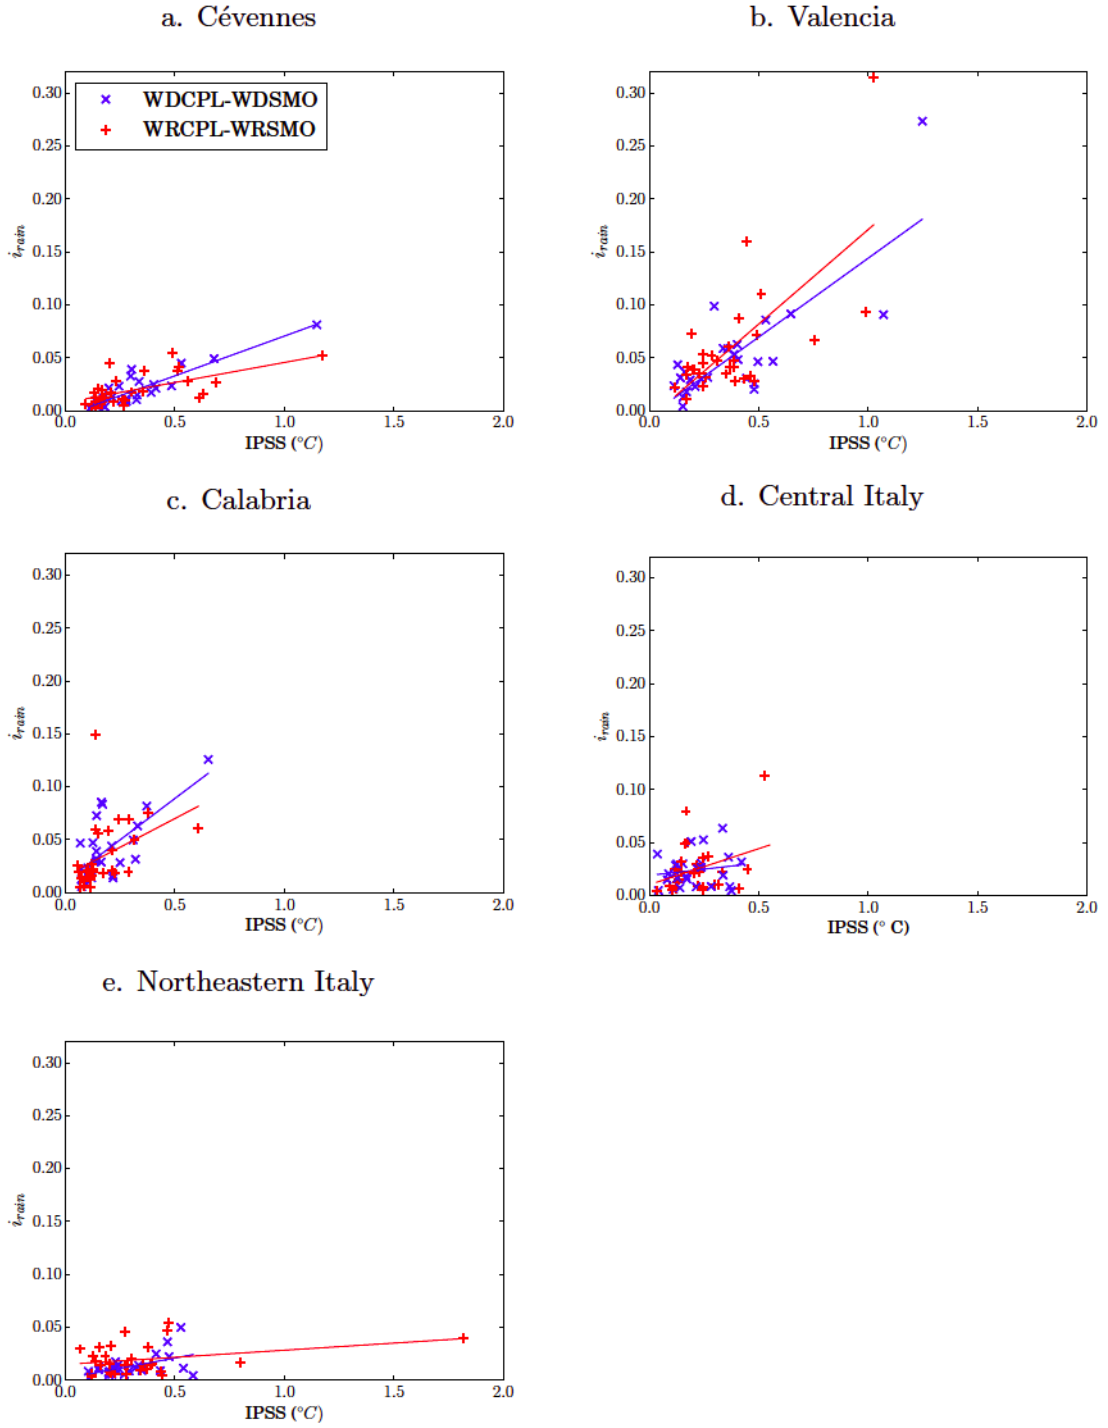 a. Cévennes
0.30
0.25
0.20
0.15
0.10
0.05
0.00
i_rain
WDCPL-WDSMO
WRCPL-WRSMO
0.0 0.5 1.0 1.5 2.0
IPSS (°C)
b. Valencia
0.30
0.25
0.20
0.15
0.10
0.05
0.00
i_rain
0.0 0.5 1.0 1.5 2.0
IPSS (°C)
c. Calabria
0.30
0.25
0.20
0.15
0.10
0.05
0.00
i_rain
0.0 0.5 1.0 1.5 2.0
IPSS (°C)
d. Central Italy
0.30
0.25
0.20
0.15
0.10
0.05
0.00
i_rain
0.0 0.5 1.0 1.5 2.0
IPSS (° C)
e. Northeastern Italy
0.30
0.25
0.20
0.15
0.10
0.05
0.00
i_rain
0.0 0.5 1.0 1.5 2.0
IPSS (°C)